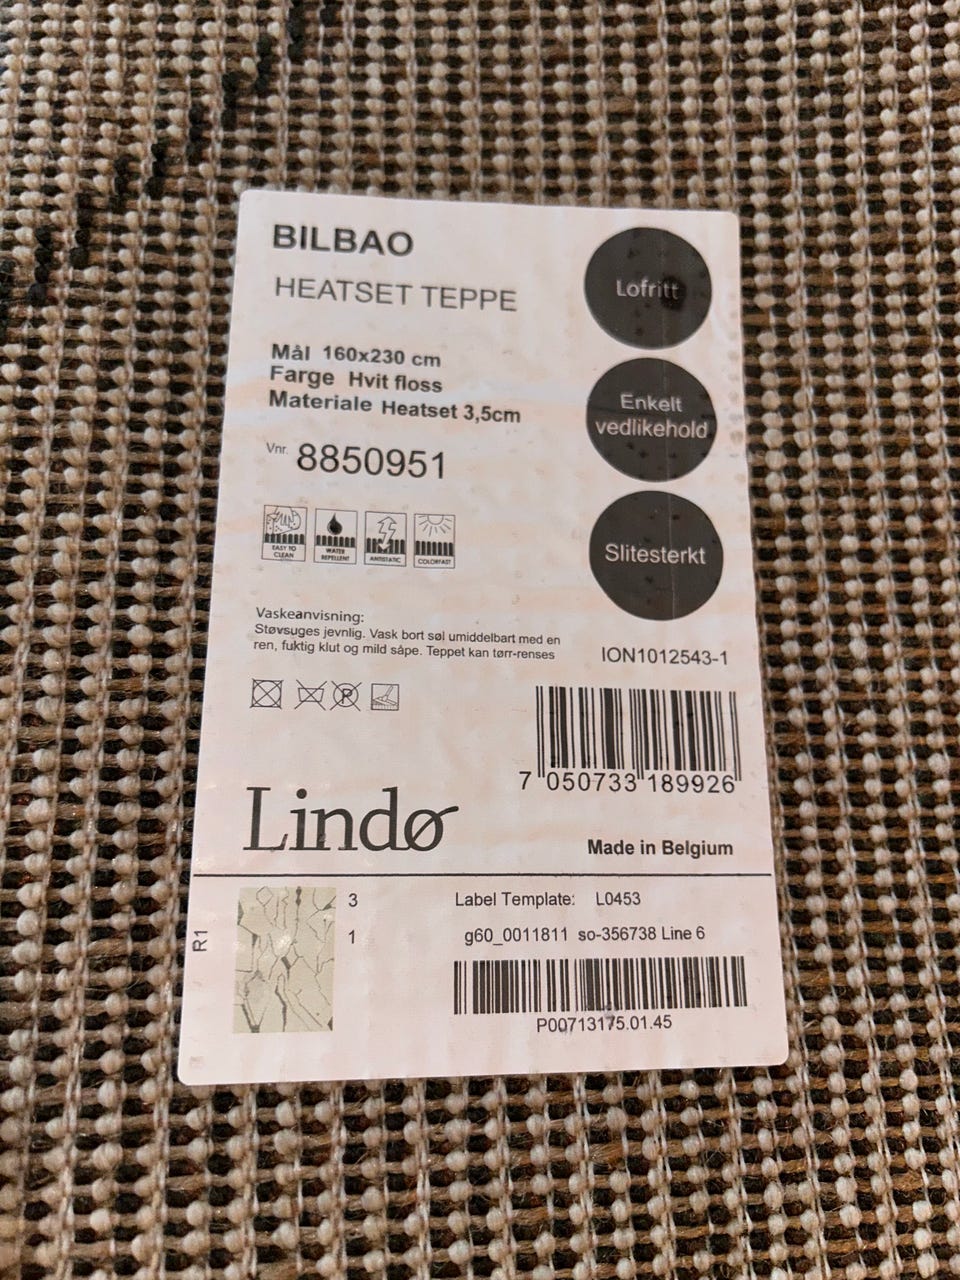 BILBAO
HEATSET TEPPE
Mål 160x230 cm
Farge Hvit floss
Materiale Heatset 3,5cm
Vnr. 8850951
Lofritt
Enkelt
vedlikehold
Slitesterkt
EASY TO
CLEAN
WATER
REPELLENT
ANTISTATIC
COLORFAST
Vaskeanvisning:
Støvsuges jevnlig. Vask bort søl umiddelbart med en
ren, fuktig klut og mild såpe. Teppet kan tørr-renses
P
ION1012543-1
7 050733 189926
Lindø
Made in Belgium
R1
3
1
Label Template: L0453
g60_0011811 so-356738 Line 6
P00713175.01.45